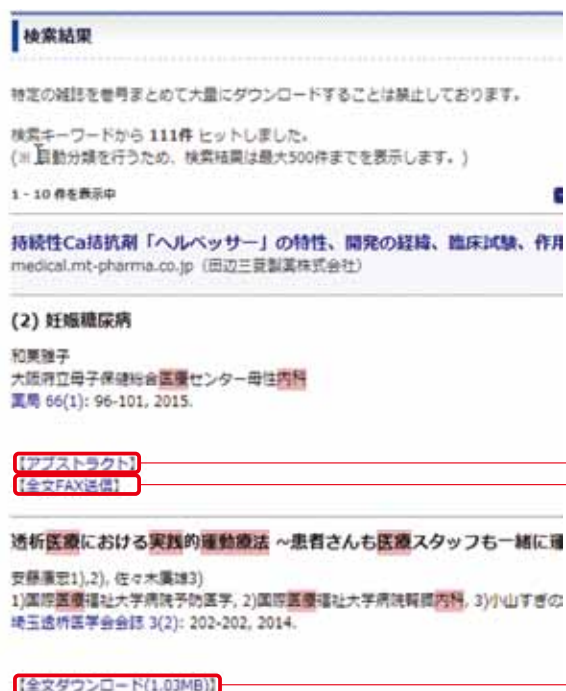 検索結果
特定の雑誌を巻号まとめて大量にダウンロードすることは禁止しております。
検索キーワードから 111件 ヒットしました。
(※ 自動分類を行うため、検索結果は最大500件までを表示します。)
1 - 10 件を表示中
持続性Ca拮抗剤「ヘルベッサー」の特性、開発の経緯、臨床試験、作用
medical.mt-pharma.co.jp（田辺三菱製薬株式会社）
(2) 妊娠糖尿病
和栗雅子
大阪府立母子保健総合医療センター母性内科
薬局 66(1): 96-101, 2015.
【アブストラクト】
【全文FAX送信】
透析医療における実践的運動療法 ~患者さんも医療スタッフも一緒に運
安藤康宏1),2), 佐々木 3)
1)国際医療福祉大学病院予防医学, 2)国際医療福祉大学病院腎臓内科, 3)小山すぎの
埼玉透析医学会会誌 3(2): 202-202, 2014.
【全文ダウンロード(1.03MB)】